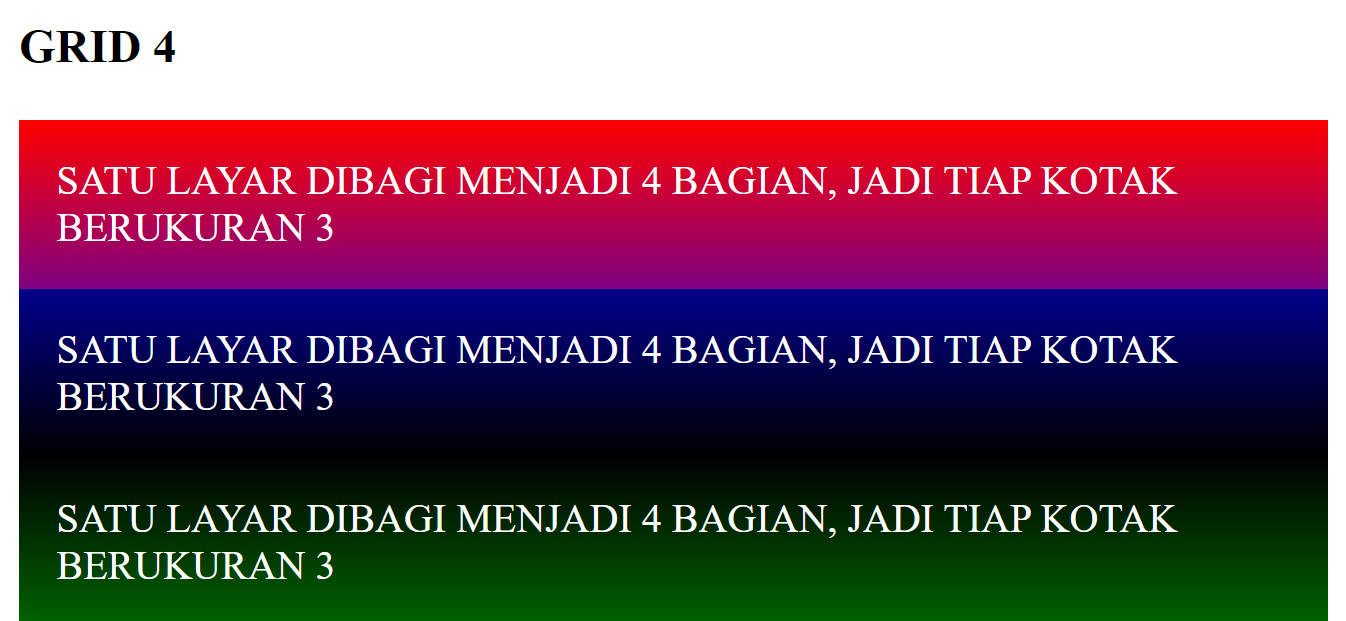 GRID 4
SATU LAYAR DIBAGI MENJADI 4 BAGIAN, JADI TIAP KOTAK
BERUKURAN 3
SATU LAYAR DIBAGI MENJADI 4 BAGIAN, JADI TIAP KOTAK
BERUKURAN 3
SATU LAYAR DIBAGI MENJADI 4 BAGIAN, JADI TIAP KOTAK
BERUKURAN 3